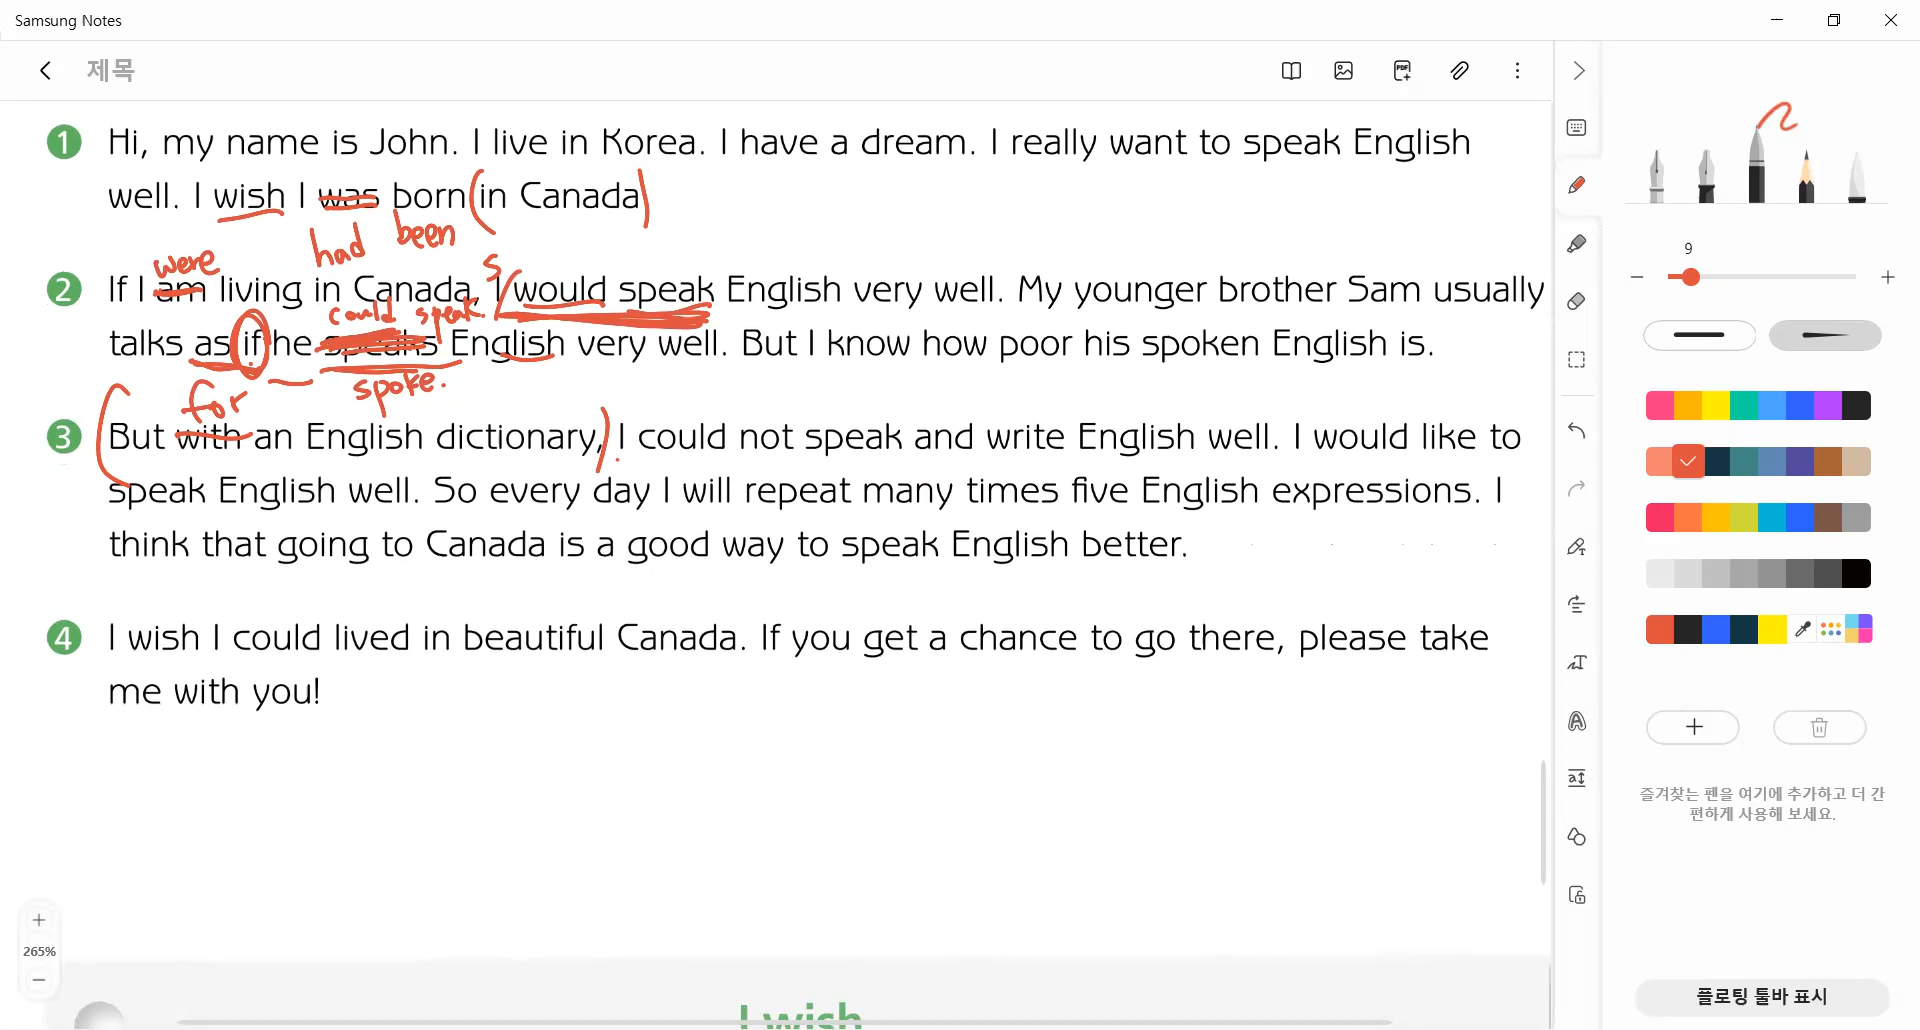 Samsung Notes
제목
1 Hi, my name is John. I live in Korea. I have a dream. I really want to speak English
well. I wish I was born (in Canada)
had been
were
2 If I am living in Canada, I would speak English very well. My younger brother Sam usually
could speak.
talks as if he speaks English very well. But I know how poor his spoken English is.
for
spoke.
3 But with an English dictionary, I could not speak and write English well. I would like to
speak English well. So every day I will repeat many times five English expressions. I
think that going to Canada is a good way to speak English better.
4 I wish I could lived in beautiful Canada. If you get a chance to go there, please take
me with you!
I wish
265%
PDF
9
즐겨찾는 펜을 여기에 추가하고 더 간
편하게 사용해 보세요.
플로팅 툴바 표시